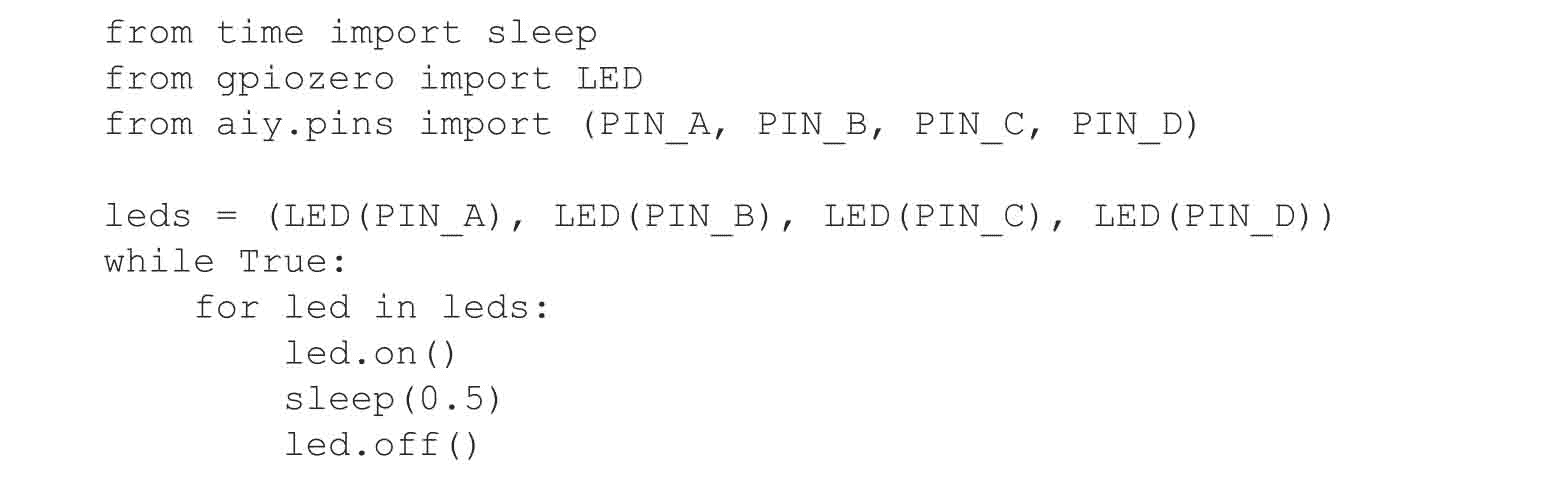 from time import sleep
from gpiozero import LED
from aiy.pins import (PIN_A, PIN_B, PIN_C, PIN_D)

leds = (LED(PIN_A), LED(PIN_B), LED(PIN_C), LED(PIN_D))
while True:
    for led in leds:
        led.on()
        sleep(0.5)
        led.off()